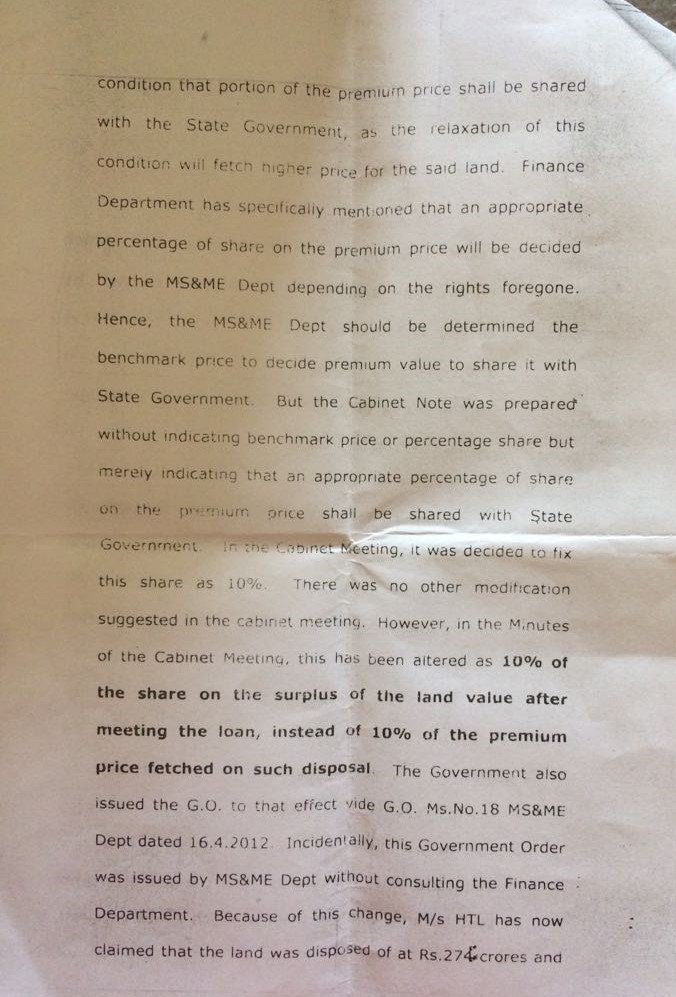 condition that portion of the premium price shall be snared
with the State Government, as the relaxation of this
condition will fetch higher price for the said land. Finance
Department has specifically mentioned that an appropriate
percentage of share on the premium price will be decided
by the MS&ME Dept depending on the rights foregone.
Hence, the MS&ME Dept should be determined the
benchmark price to decide premium value to share it with
State Government. But the Cabinet Note was prepared
without indicating benchmark price or percentage share but
merely indicating that an appropriate percentage of share
on the premium price shall be shared with State
Government. In the Cabinet Meeting, it was decided to fix
this share as 10%. There was no other modification
suggested in the cabinet meeting. However, in the Minutes
of the Cabinet Meeting, this has been altered as 10% of
the share on the surplus of the land value after
meeting the loan, instead of 10% of the premium
price fetched on such disposal. The Government also
issued the G.O. to that effect vide G.O. Ms.No.18 MS&ME
Dept dated 16.4.2012. Incidentally, this Government Order
was issued by MS&ME Dept without consulting the Finance
Department. Because of this change, M/s HTL has now
claimed that the land was disposed of at crores and